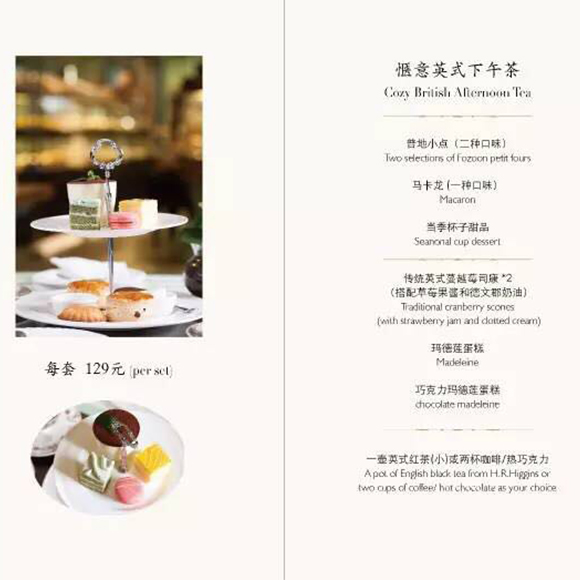 每套 129元 (per set)
惬意英式下午茶
Cozy British Afternoon Tea
普地小点（二种口味）
Two selections of Fozoon petit fours
马卡龙 (一种口味）
Macaron
当季杯子甜品
Seanonal cup dessert
传统英式蔓越莓司康 *2
（搭配草莓果酱和德文郡奶油）
Traditional cranberry scones
(with strawberry jam and clotted cream)
玛德莲蛋糕
Madeleine
巧克力玛德莲蛋糕
chocolate madeleine
一壶英式红茶(小)或两杯咖啡/热巧克力
A pot of English black tea from H.R.Higgins or
two cups of coffee/ hot chocolate as your choice